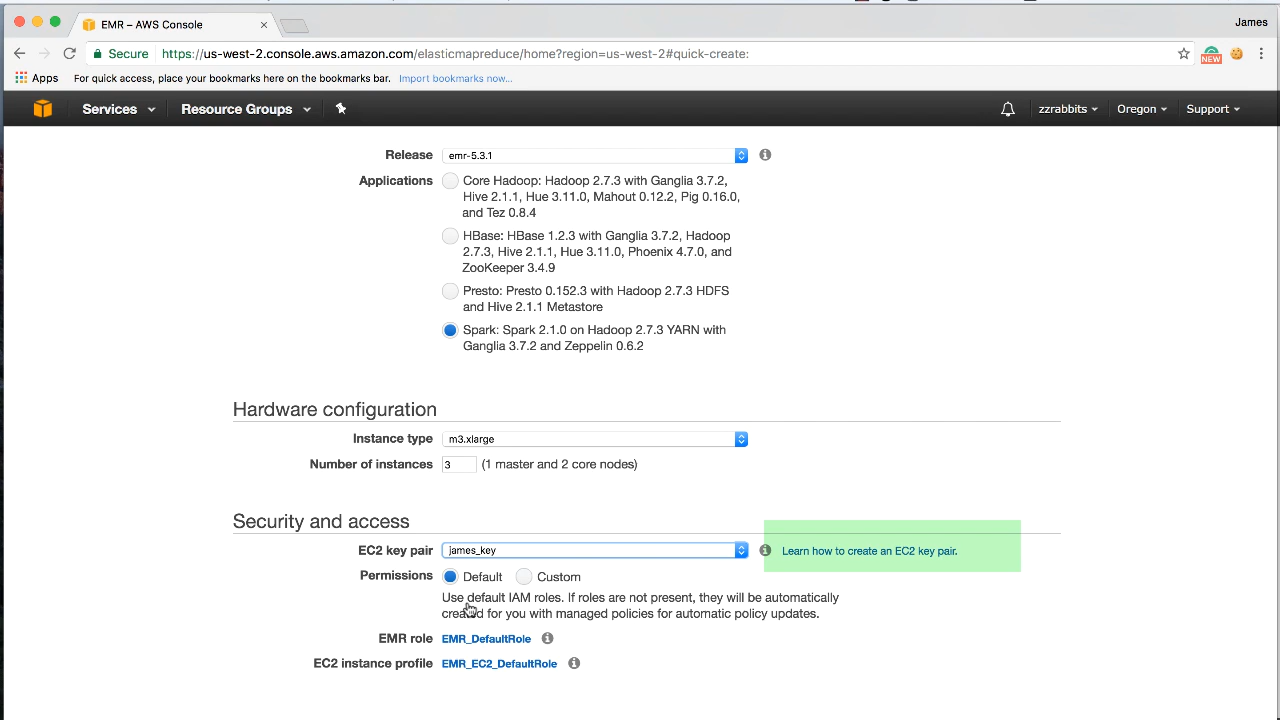 EMR – AWS Console
James
Secure https://us-west-2.console.aws.amazon.com/elasticmapreduce/home?region=us-west-2#quick-create:
NEW
Apps For quick access, place your bookmarks here on the bookmarks bar. Import bookmarks now...
Services Resource Groups zzrabbits Oregon Support
Release emr-5.3.1
Applications Core Hadoop: Hadoop 2.7.3 with Ganglia 3.7.2,
Hive 2.1.1, Hue 3.11.0, Mahout 0.12.2, Pig 0.16.0,
and Tez 0.8.4
HBase: HBase 1.2.3 with Ganglia 3.7.2, Hadoop
2.7.3, Hive 2.1.1, Hue 3.11.0, Phoenix 4.7.0, and
ZooKeeper 3.4.9
Presto: Presto 0.152.3 with Hadoop 2.7.3 HDFS
and Hive 2.1.1 Metastore
Spark: Spark 2.1.0 on Hadoop 2.7.3 YARN with
Ganglia 3.7.2 and Zeppelin 0.6.2
Hardware configuration
Instance type m3.xlarge
Number of instances 3 (1 master and 2 core nodes)
Security and access
EC2 key pair james_key Learn how to create an EC2 key pair.
Permissions Default Custom
Use default IAM roles. If roles are not present, they will be automatically
created for you with managed policies for automatic policy updates.
EMR role EMR_DefaultRole
EC2 instance profile EMR_EC2_DefaultRole